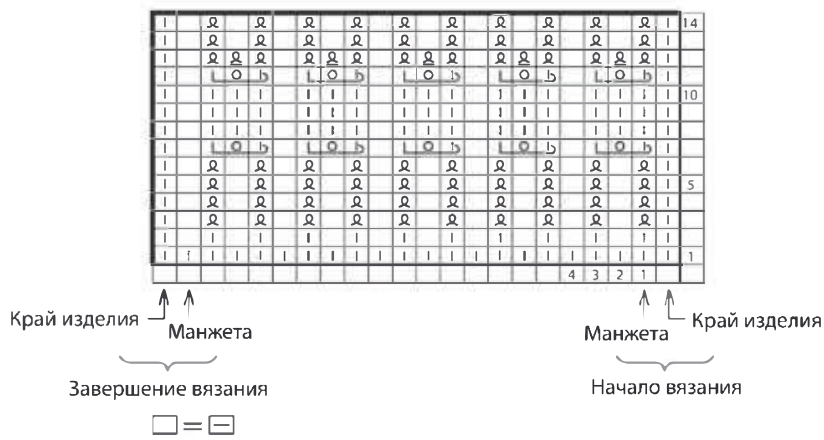 14
10
5
1
4 3 2 1
Край изделия
Манжета
Манжета
Край изделия
Завершение вязания
Начало вязания